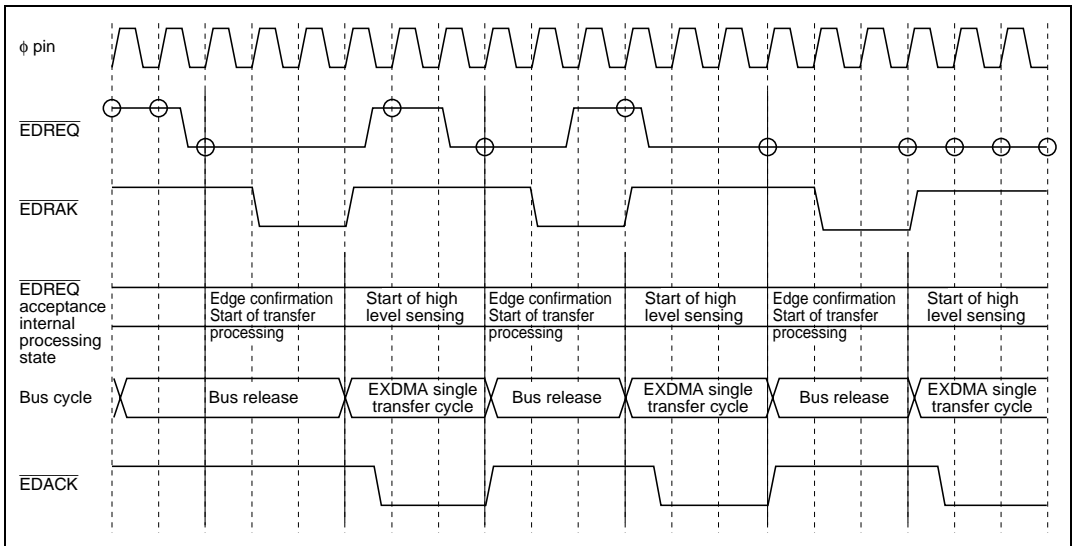 ϕ pin
EDREQ
EDRAK
EDREQ
acceptance
internal
processing
state
Edge confirmation
Start of transfer
processing
Start of high
level sensing
Edge confirmation
Start of transfer
processing
Start of high
level sensing
Edge confirmation
Start of transfer
processing
Start of high
level sensing
Bus cycle
Bus release
EXDMA single
transfer cycle
Bus release
EXDMA single
transfer cycle
Bus release
EXDMA single
transfer cycle
EDACK